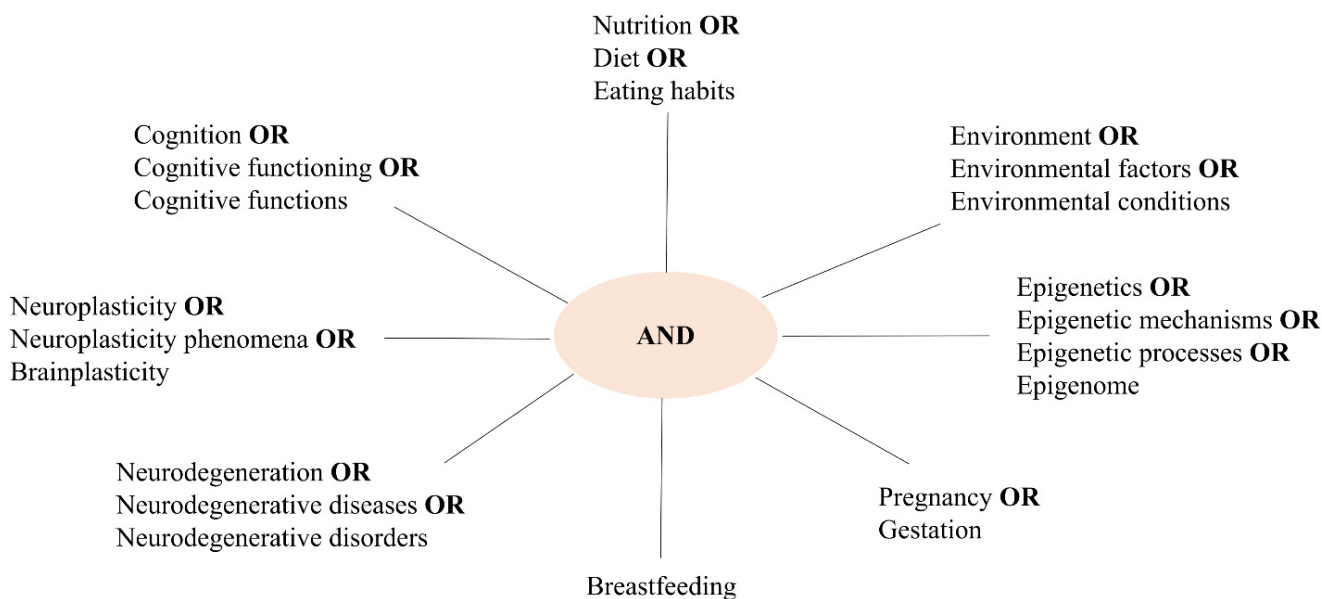 Nutrition OR
Diet OR
Eating habits
Cognition OR
Cognitive functioning OR
Cognitive functions
Environment OR
Environmental factors OR
Environmental conditions
Neuroplasticity OR
Neuroplasticity phenomena OR
Brainplasticity
AND
Epigenetics OR
Epigenetic mechanisms OR
Epigenetic processes OR
Epigenome
Neurodegeneration OR
Neurodegenerative diseases OR
Neurodegenerative disorders
Pregnancy OR
Gestation
Breastfeeding